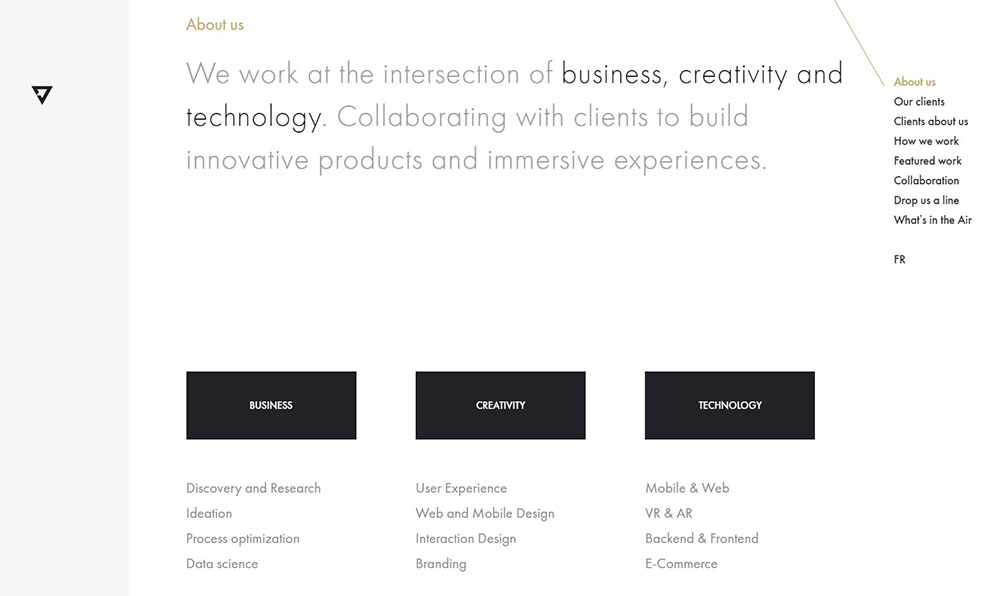 About us
We work at the intersection of business, creativity and
technology. Collaborating with clients to build
innovative products and immersive experiences.
About us
Our clients
Clients about us
How we work
Featured work
Collaboration
Drop us a line
What's in the Air
FR
BUSINESS
Discovery and Research
Ideation
Process optimization
Data science
CREATIVITY
User Experience
Web and Mobile Design
Interaction Design
Branding
TECHNOLOGY
Mobile & Web
VR & AR
Backend & Frontend
E-Commerce